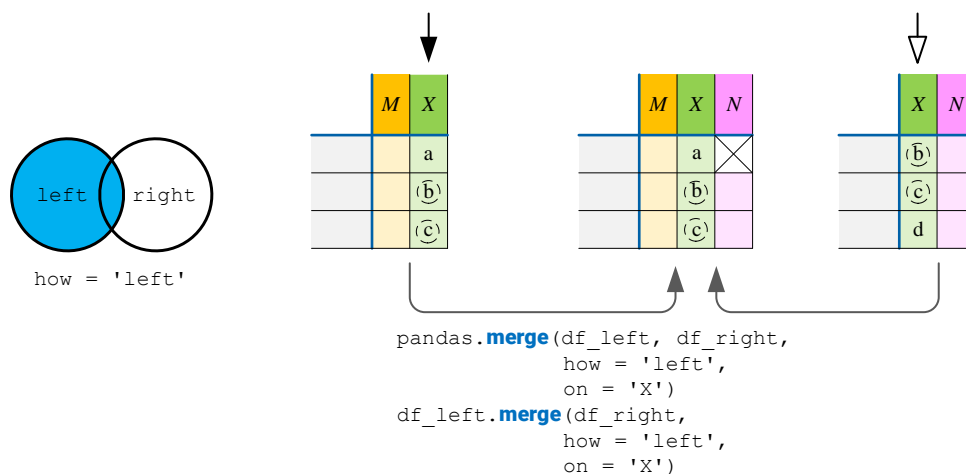 M X
a
b
c
M X N
a
b
c
X N
b
c
d
left right
how = 'left'
pandas.merge(df_left, df_right,
how = 'left',
on = 'X')
df_left.merge(df_right,
how = 'left',
on = 'X')